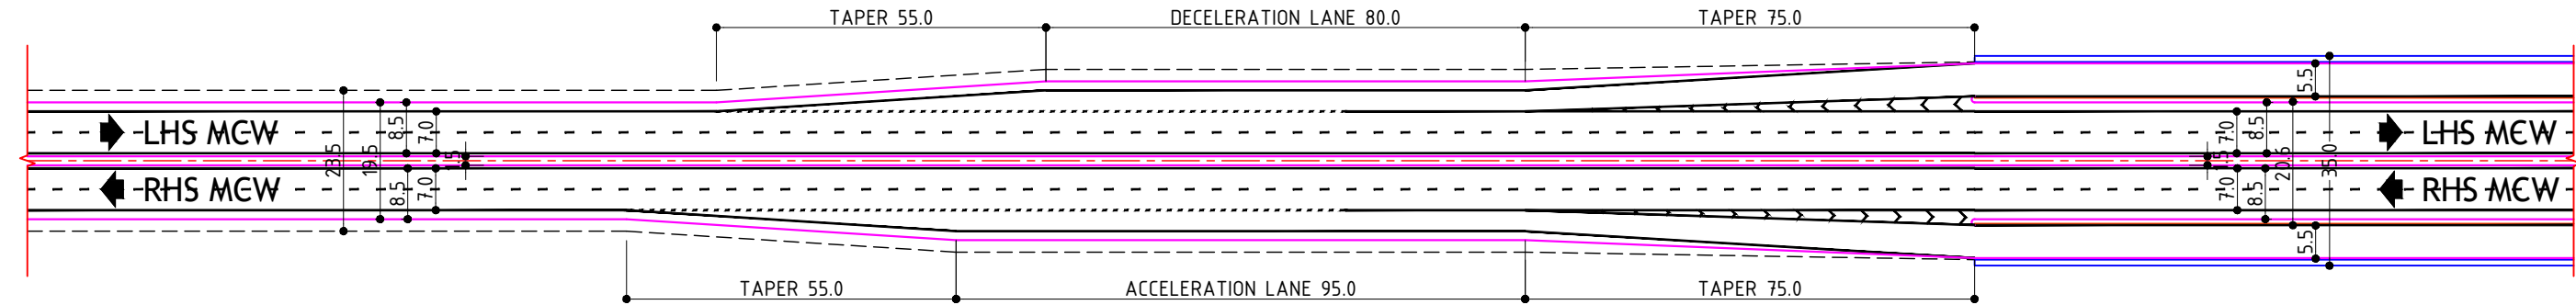 TAPER 55.0 DECELERATION LANE 80.0 TAPER 75.0
LHS MCW LHS MCW
RHS MCW RHS MCW
23.5 19.5 8.5 7.0 1.5
8.5 7.0
5.5
7.0 8.5 1.5 20.6 35.0
7.0 8.5
5.5
TAPER 55.0 ACCELERATION LANE 95.0 TAPER 75.0